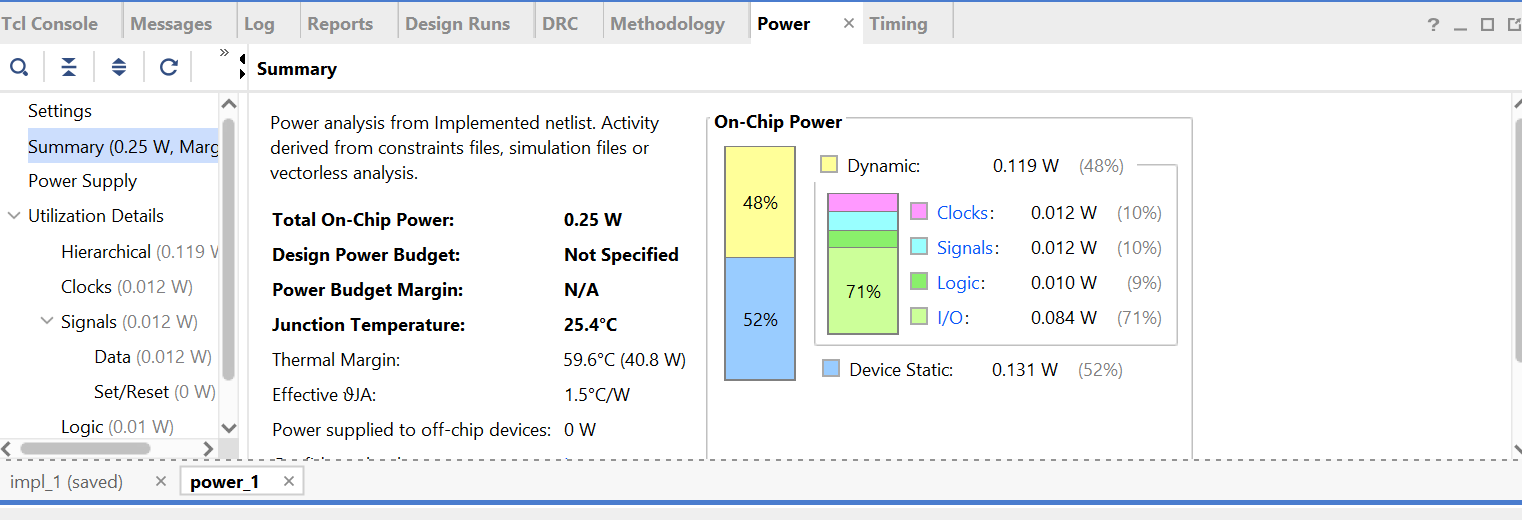 Tcl Console Messages Log Reports Design Runs DRC Methodology Power × Timing ?
» Summary
Settings
Summary (0.25 W, Marg
Power Supply
Utilization Details
Hierarchical (0.119 W
Clocks (0.012 W)
Signals (0.012 W)
Data (0.012 W)
Set/Reset (0 W)
Logic (0.01 W)
Power analysis from Implemented netlist. Activity
derived from constraints files, simulation files or
vectorless analysis.
Total On-Chip Power: 0.25 W
Design Power Budget: Not Specified
Power Budget Margin: N/A
Junction Temperature: 25.4°C
Thermal Margin: 59.6°C (40.8 W)
Effective ϑJA: 1.5°C/W
Power supplied to off-chip devices: 0 W
On-Chip Power
48%
52%
Dynamic: 0.119 W (48%)
71%
Clocks: 0.012 W (10%)
Signals: 0.012 W (10%)
Logic: 0.010 W (9%)
I/O: 0.084 W (71%)
Device Static: 0.131 W (52%)
impl_1 (saved) × power_1 ×